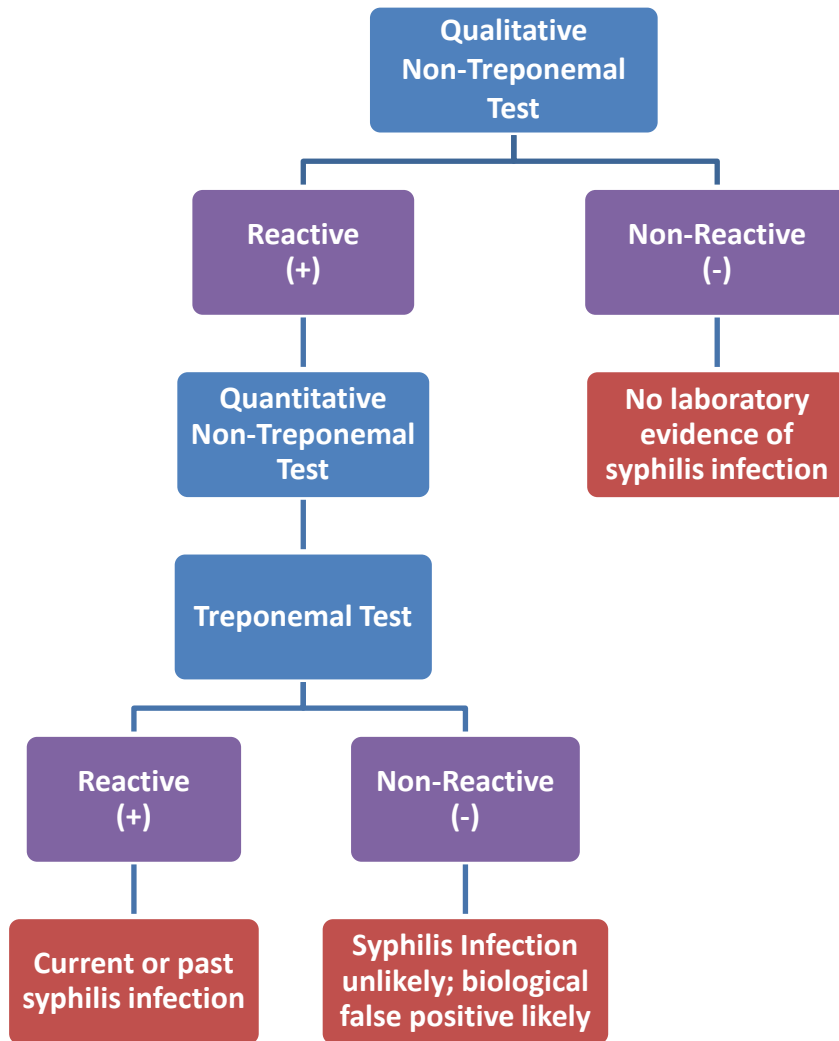 Qualitative
Non-Treponemal
Test
Reactive
(+)
Non-Reactive
(-)
Quantitative
Non-Treponemal
Test
No laboratory
evidence of
syphilis infection
Treponemal Test
Reactive
(+)
Non-Reactive
(-)
Current or past
syphilis infection
Syphilis Infection
unlikely; biological
false positive likely